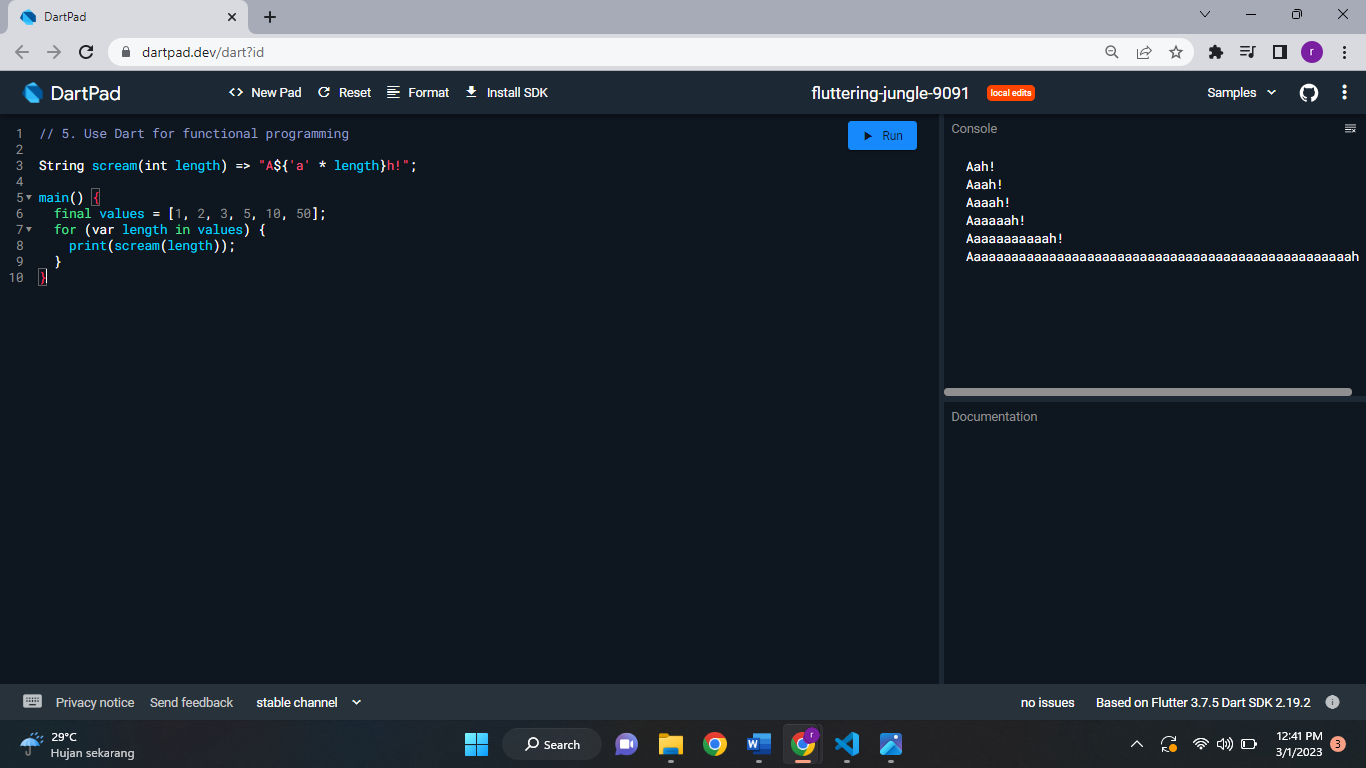 DartPad
dartpad.dev/dart?id
r
DartPad
New Pad
Reset
Format
Install SDK
fluttering-jungle-9091
local edits
Samples
1 // 5. Use Dart for functional programming
2
3 String scream(int length) => "A${'a' * length}h!";
4
5 main() {
6   final values = [1, 2, 3, 5, 10, 50];
7   for (var length in values) {
8     print(scream(length));
9   }
10 }
Run
Console
Aah!
Aaah!
Aaaah!
Aaaaaah!
Aaaaaaaaaaah!
Aaaaaaaaaaaaaaaaaaaaaaaaaaaaaaaaaaaaaaaaaaaaaaaaaaah
Documentation
Privacy notice
Send feedback
stable channel
no issues
Based on Flutter 3.7.5 Dart SDK 2.19.2
29°C
Hujan sekarang
Search
W
r
12:41 PM
3/1/2023
3